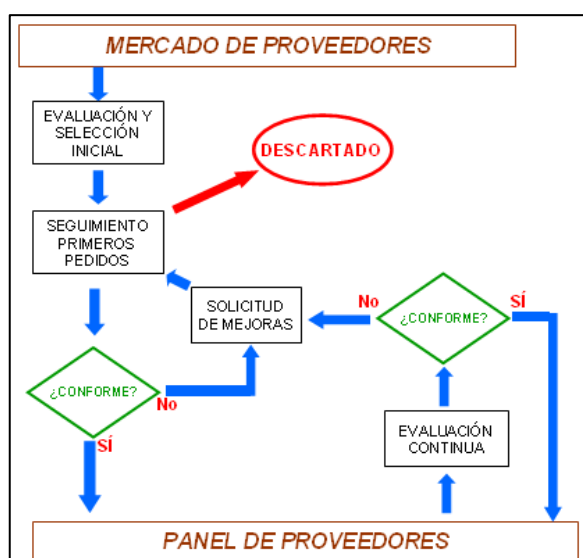 MERCADO DE PROVEEDORES
EVALUACIÓN Y
SELECCIÓN
INICIAL
DESCARTADO
SEGUIMIENTO
PRIMEROS
PEDIDOS
SOLICITUD
DE MEJORAS
No
¿CONFORME?
SÍ
¿CONFORME?
No
SÍ
EVALUACIÓN
CONTINUA
PANEL DE PROVEEDORES